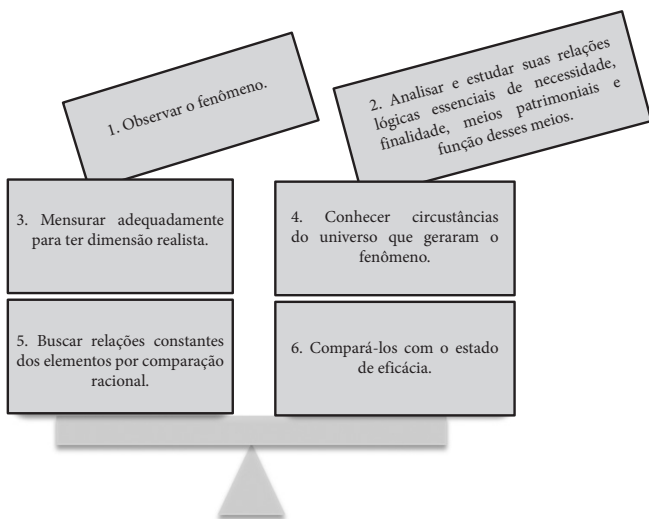 1. Observar o fenômeno.
2. Analisar e estudar suas relações
lógicas essenciais de necessidade,
finalidade, meios patrimoniais e
função desses meios.
3. Mensurar adequadamente
para ter dimensão realista.
4. Conhecer circustâncias
do universo que geraram o
fenômeno.
5. Buscar relações constantes
dos elementos por comparação
racional.
6. Compará-los com o estado
de eficácia.